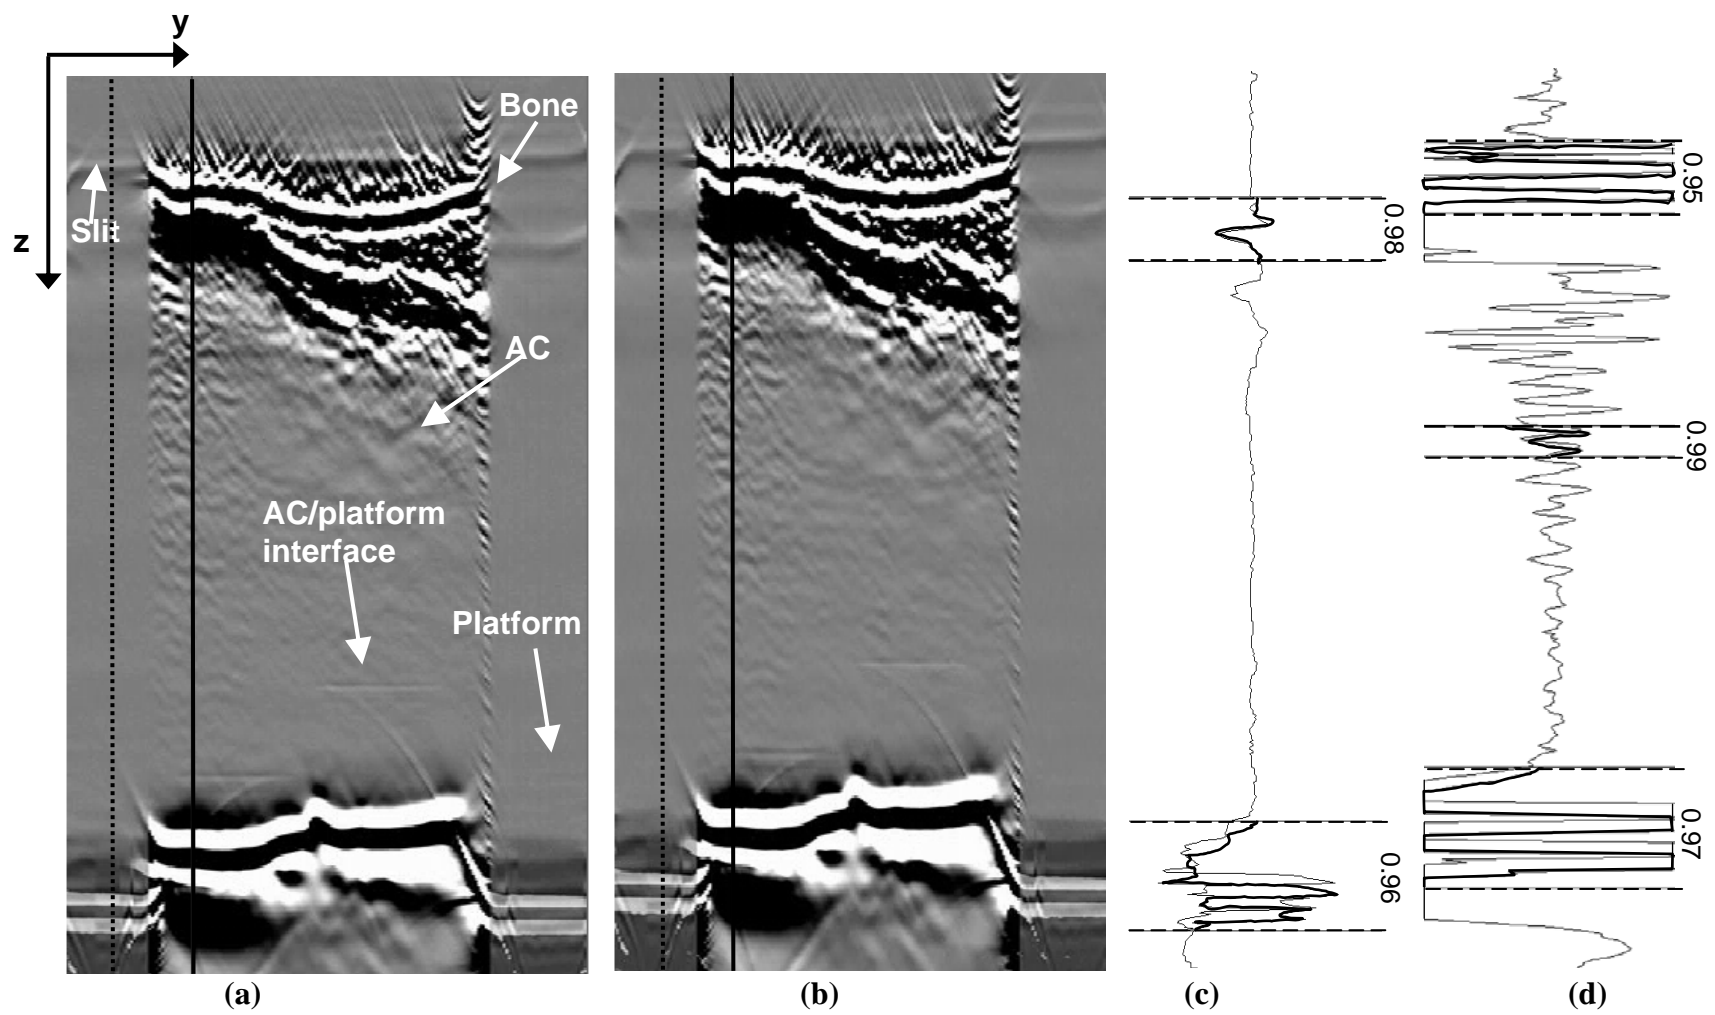 y
z
Bone
Slit
AC
AC/platform
interface
Platform
0.98
0.96
0.95
0.99
0.97
(a)
(b)
(c)
(d)